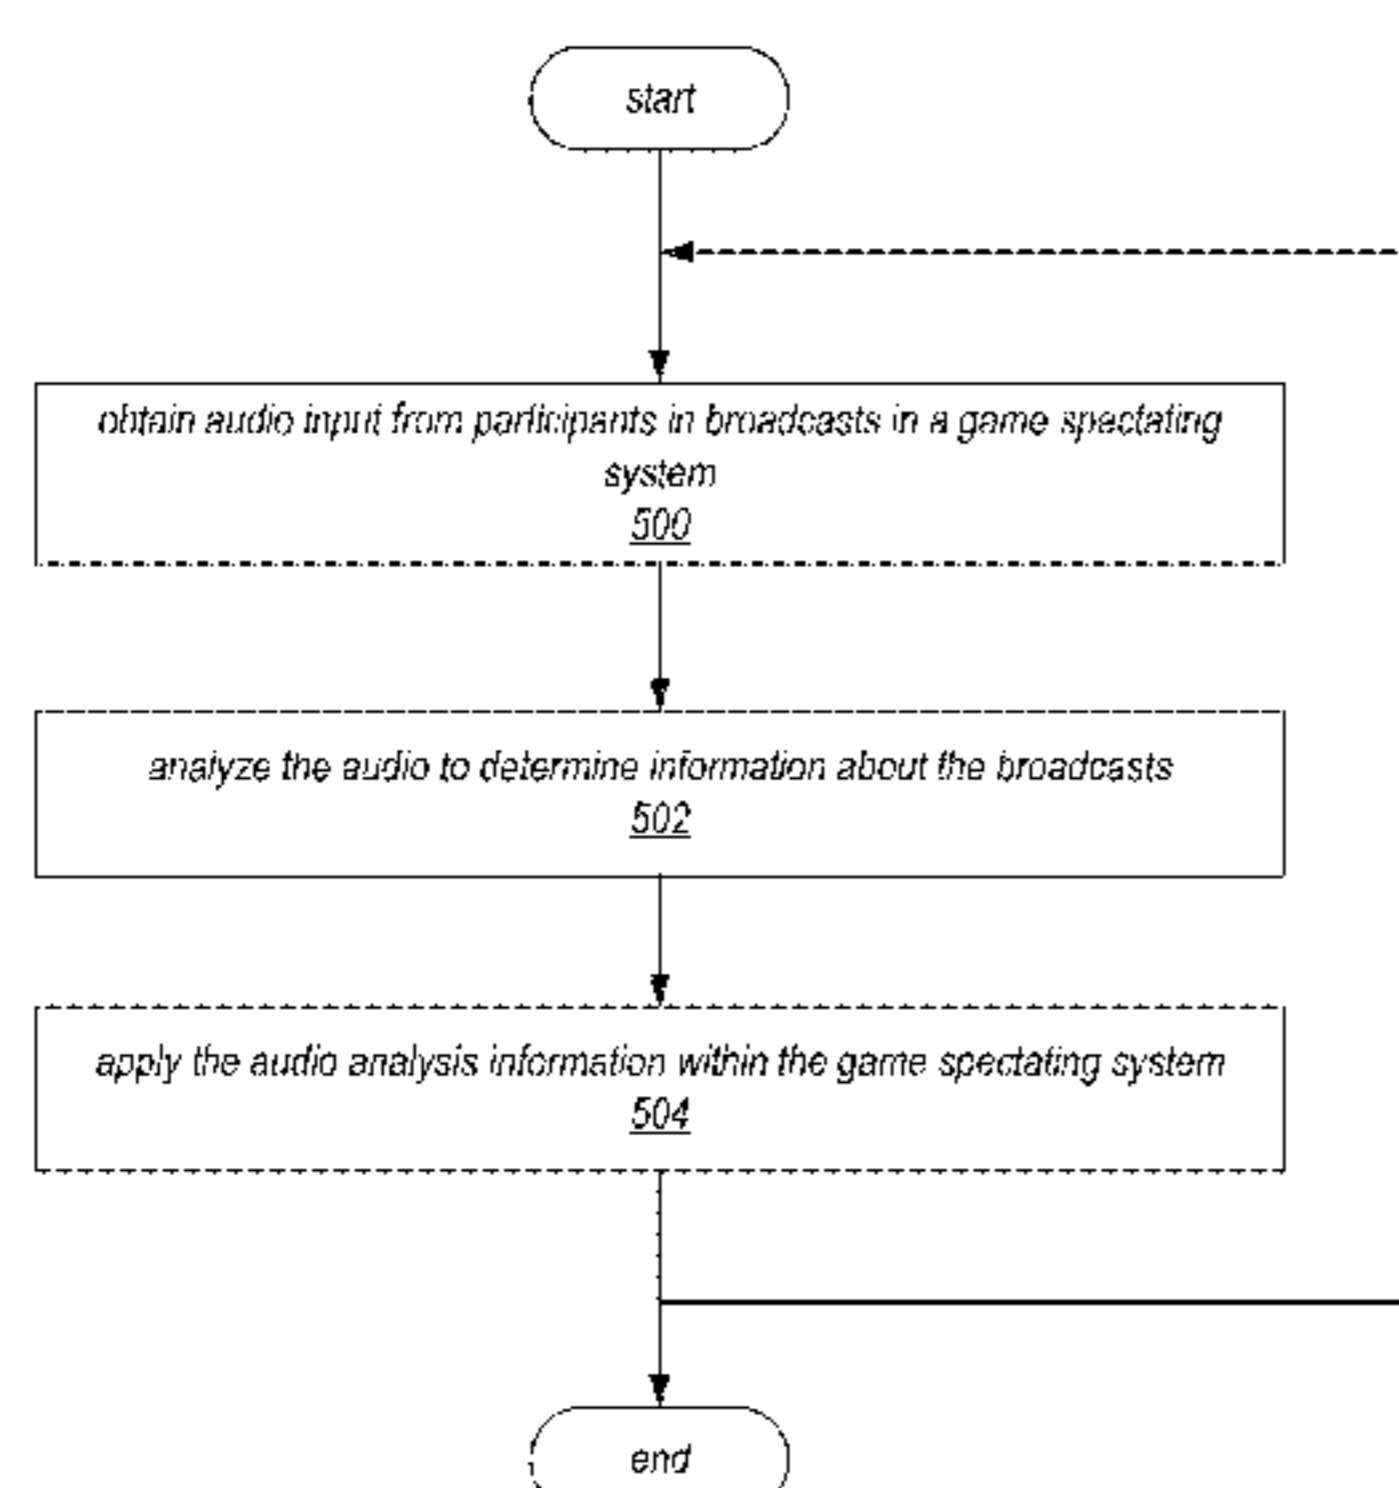 start
obtain audio input from participants in broadcasts in a game spectating
system
500
analyze the audio to determine information about the broadcasts
502
apply the audio analysis information within the game spectating system
504
end